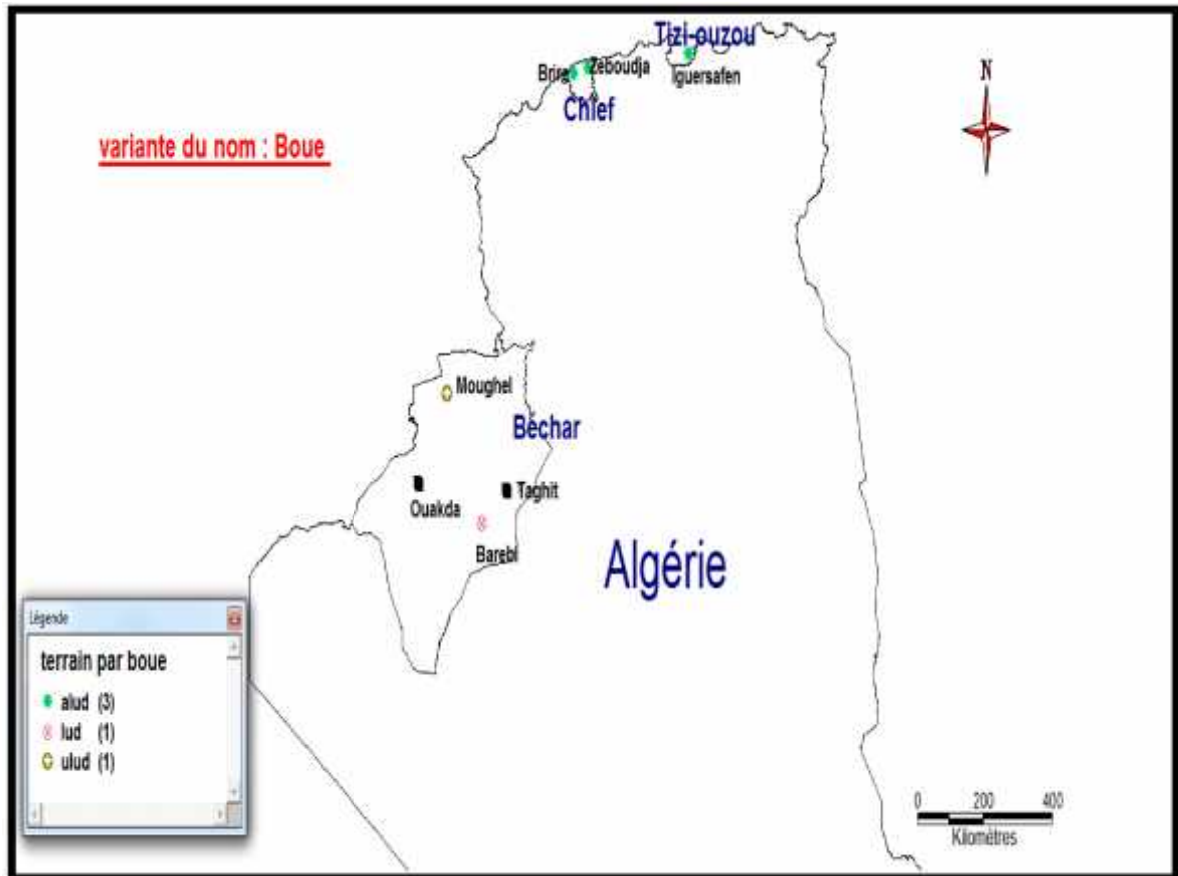 Tizi-ouzou
Brira
Zeboudja
Iguersafen
Chlef
N
variante du nom : Boue
Moughel
Béchar
Ouakda
Taghit
Barebi
Algérie
Légende
terrain par boue
alud (3)
lud (1)
ulud (1)
0 200 400
Kilomètres